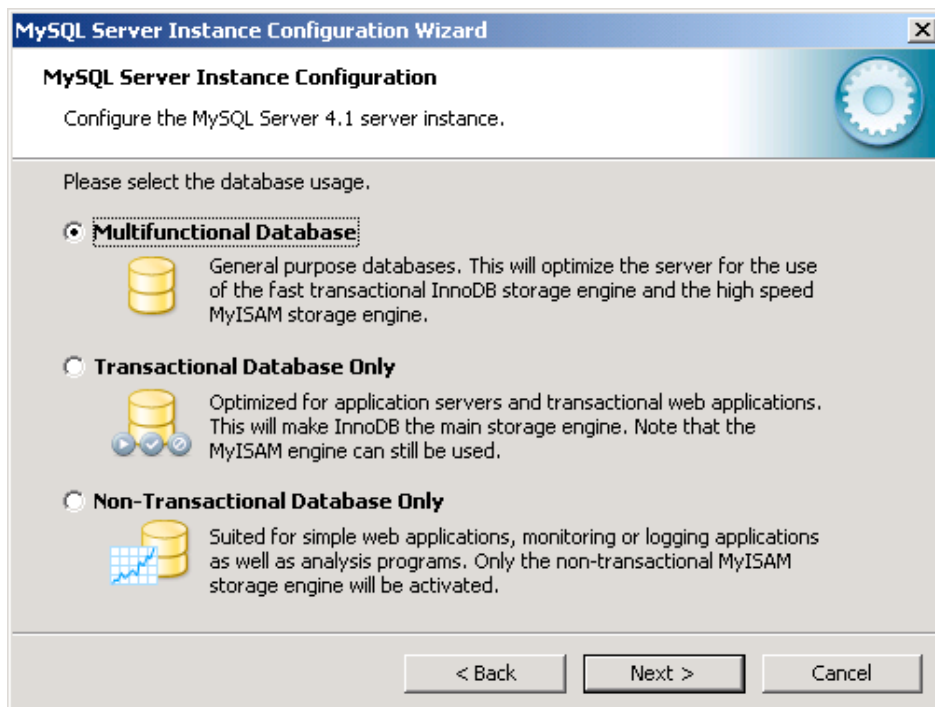 MySQL Server Instance Configuration Wizard
MySQL Server Instance Configuration
Configure the MySQL Server 4.1 server instance.
Please select the database usage.
Multifunctional Database
General purpose databases. This will optimize the server for the use
of the fast transactional InnoDB storage engine and the high speed
MyISAM storage engine.
Transactional Database Only
Optimized for application servers and transactional web applications.
This will make InnoDB the main storage engine. Note that the
MyISAM engine can still be used.
Non-Transactional Database Only
Suited for simple web applications, monitoring or logging applications
as well as analysis programs. Only the non-transactional MyISAM
storage engine will be activated.
< Back Next > Cancel